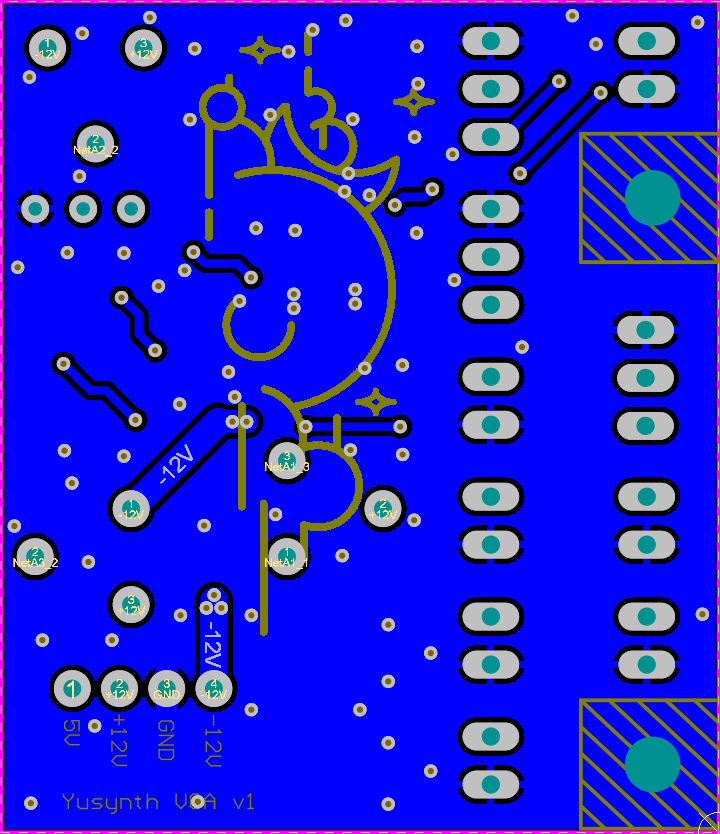 1
-12V
3
+12V
2
NetA2_2
-12V
3
NetA1_3
1
-12V
2
+12V
2
NetA3_2
1
NetA1_1
3
+12V
-12V
1
2
+12V
3
GND
4
-12V
5V
+12V
GND
-12V
Yusynth VCA v1